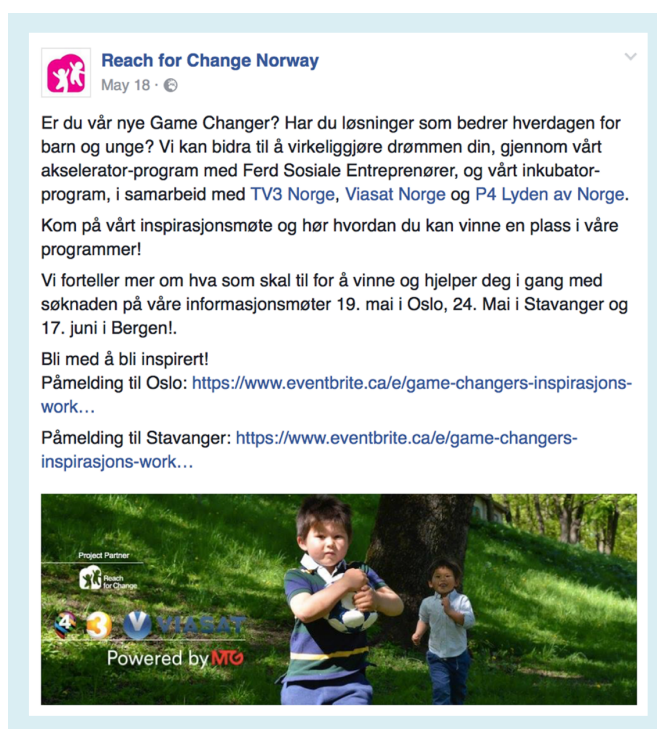 Reach for Change Norway
May 18 ·
Er du vår nye Game Changer? Har du løsninger som bedrer hverdagen for
barn og unge? Vi kan bidra til å virkeliggjøre drømmen din, gjennom vårt
akselerator-program med Ferd Sosiale Entreprenører, og vårt inkubator-
program, i samarbeid med TV3 Norge, Viasat Norge og P4 Lyden av Norge.
Kom på vårt inspirasjonsmøte og hør hvordan du kan vinne en plass i våre
programmer!
Vi forteller mer om hva som skal til for å vinne og hjelper deg i gang med
søknaden på våre informasjonsmøter 19. mai i Oslo, 24. Mai i Stavanger og
17. juni i Bergen!.
Bli med å bli inspirert!
Påmelding til Oslo: https://www.eventbrite.ca/e/game-changers-inspirasjons-
work…
Påmelding til Stavanger: https://www.eventbrite.ca/e/game-changers-
inspirasjons-work…
Project Partner
Reach
for Change
4 3 V VIASAT
Powered by MTG